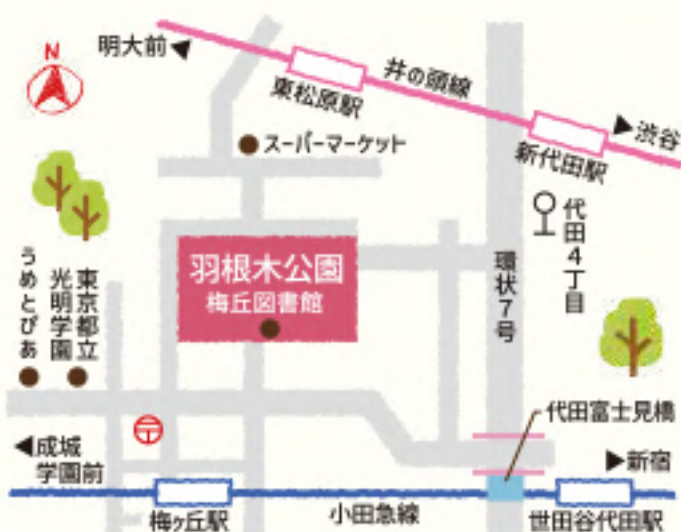 明大前
N
東松原駅
井の頭線
渋谷
新代田駅
スーパーマーケット
代田4丁目
羽根木公園
梅丘図書館
環状7号
うめとぴあ
東京都立
光明学園
代田富士見橋
成城
学園前
新宿
梅ヶ丘駅
小田急線
世田谷代田駅